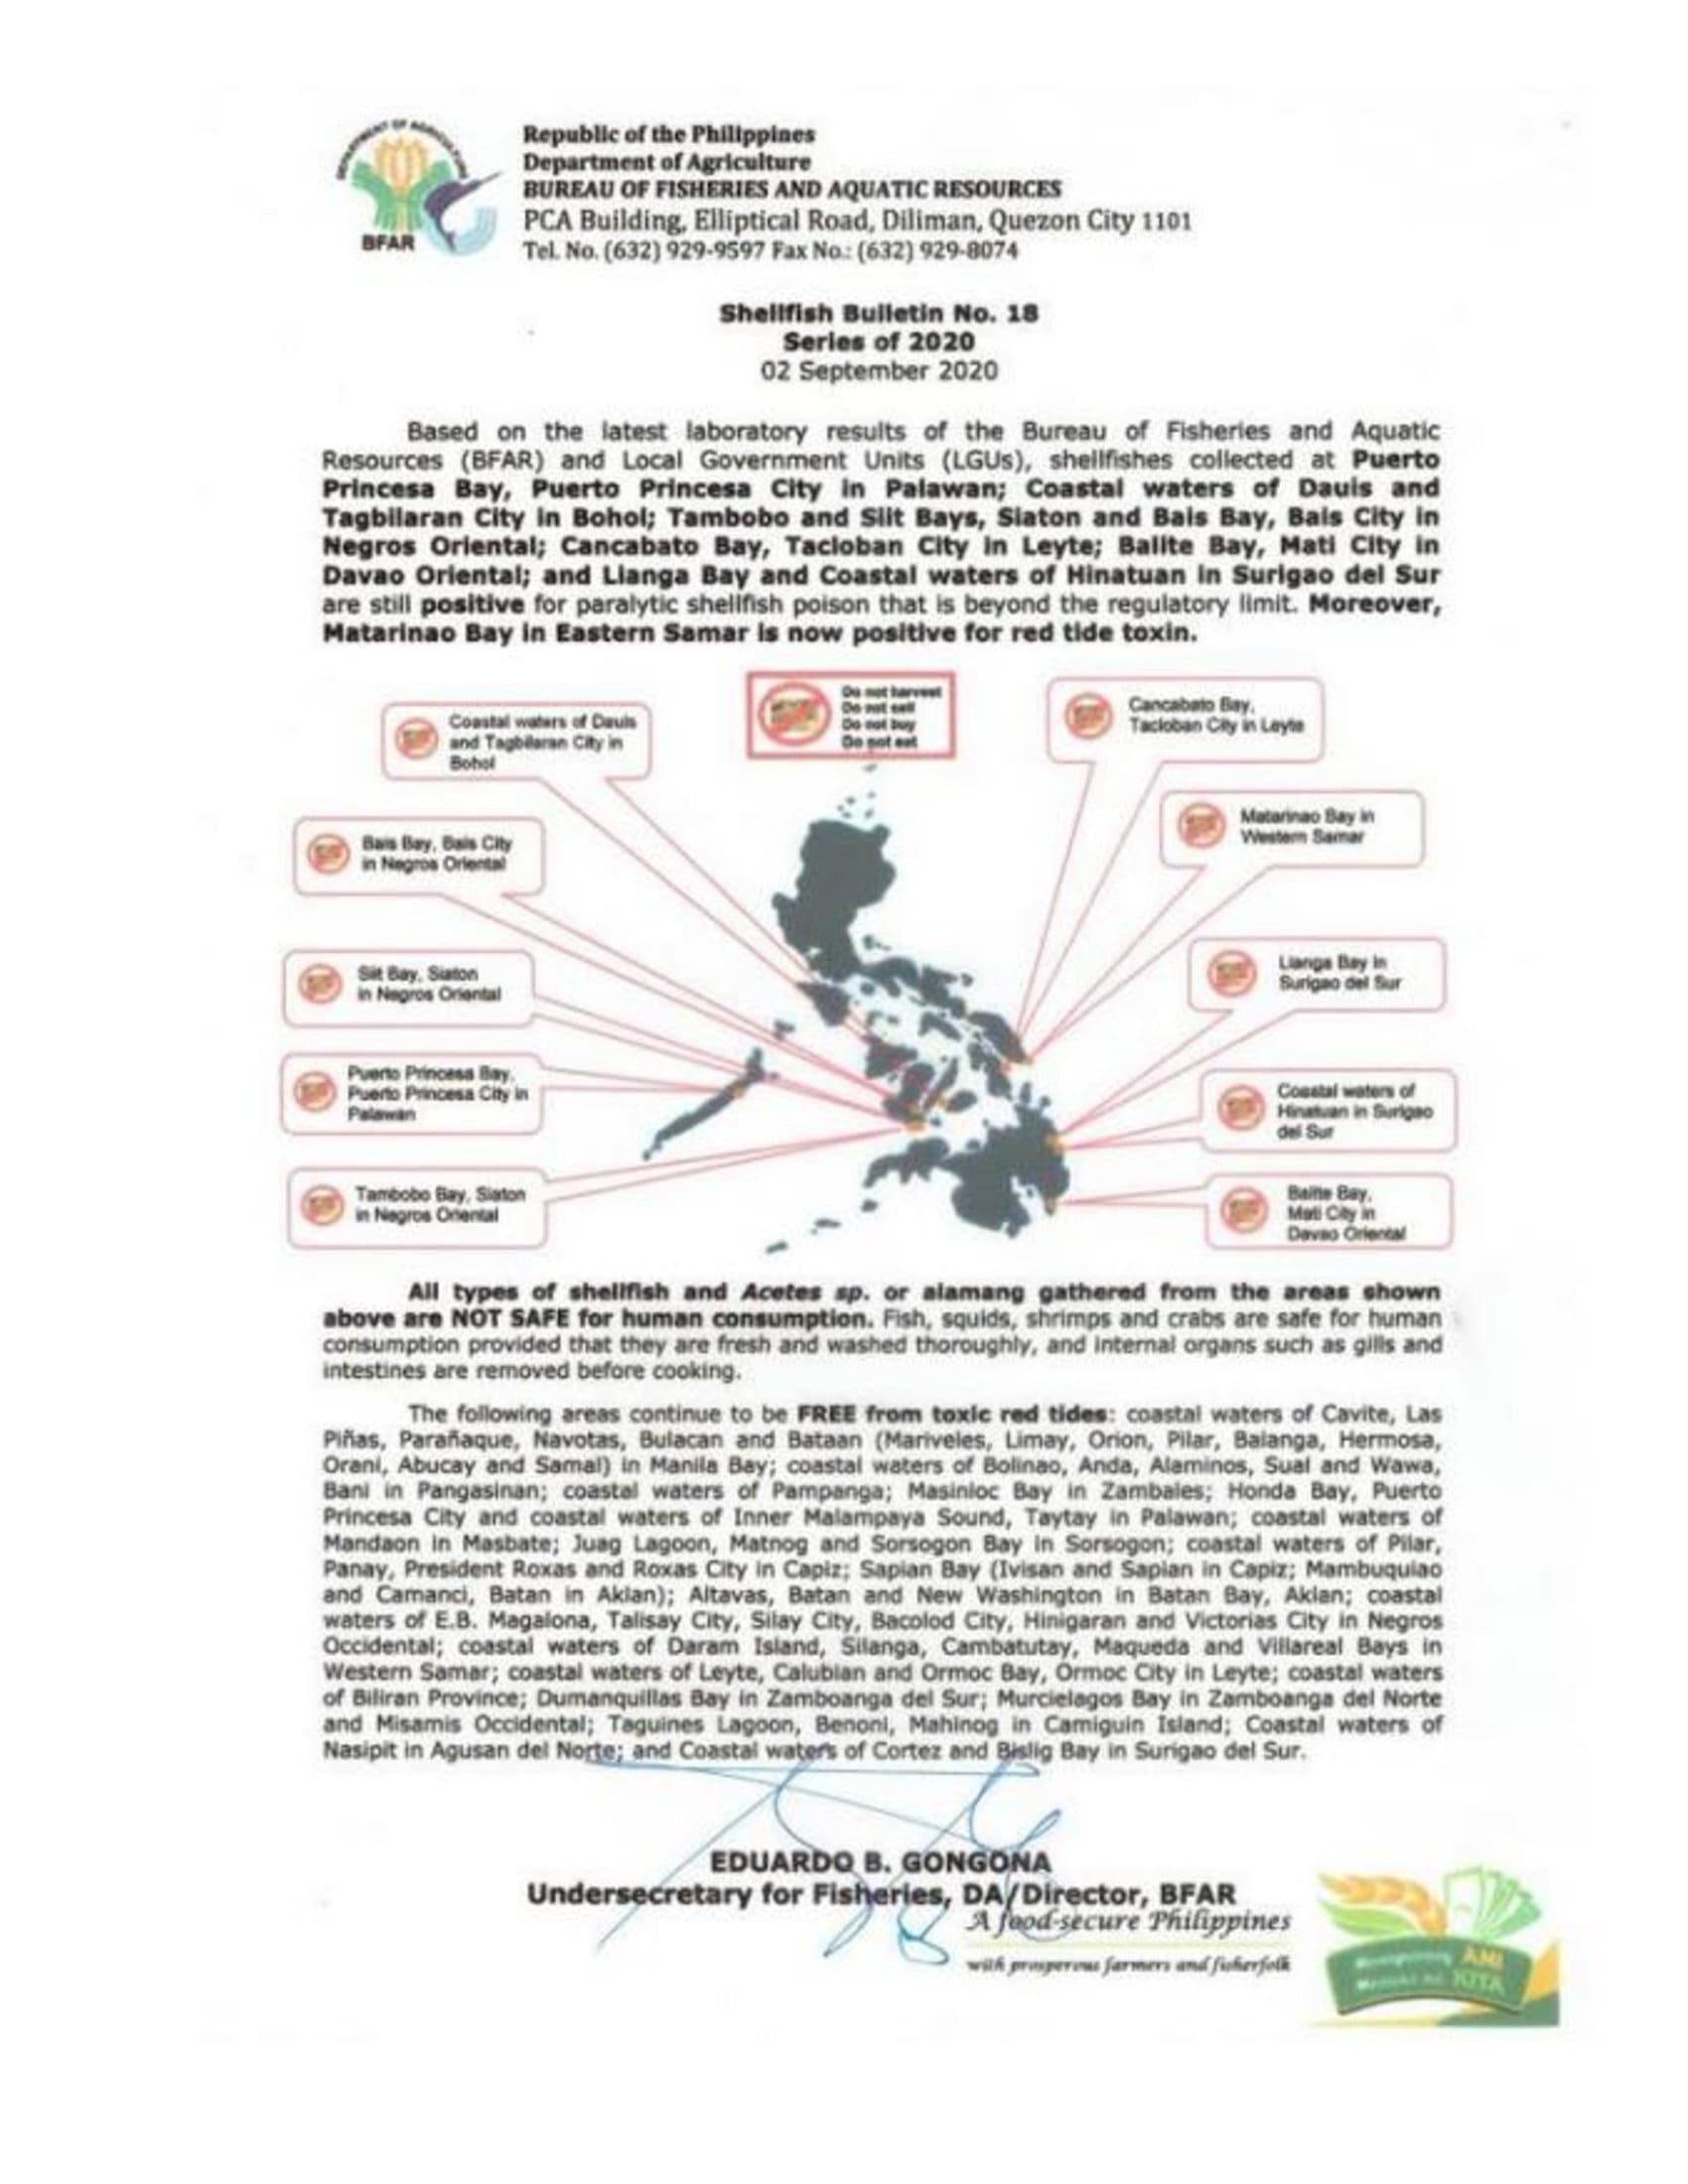 DEPARTMENT OF AGRICULTURE
BFAR
Republic of the Philippines
Department of Agriculture
BUREAU OF FISHERIES AND AQUATIC RESOURCES
PCA Building, Elliptical Road, Diliman, Quezon City 1101
Tel. No. (632) 929-9597 Fax No.: (632) 929-8074
Shellfish Bulletin No. 18
Series of 2020
02 September 2020
Based on the latest laboratory results of the Bureau of Fisheries and Aquatic
Resources (BFAR) and Local Government Units (LGUs), shellfishes collected at Puerto
Princesa Bay, Puerto Princesa City in Palawan; Coastal waters of Dauis and
Tagbilaran City in Bohol; Tambobo and Siit Bays, Siaton and Bais Bay, Bais City in
Negros Oriental; Cancabato Bay, Tacloban City in Leyte; Balite Bay, Mati City in
Davao Oriental; and Lianga Bay and Coastal waters of Hinatuan in Surigao del Sur
are still positive for paralytic shellfish poison that is beyond the regulatory limit. Moreover,
Matarinao Bay in Eastern Samar is now positive for red tide toxin.
Do not harvest
Do not sell
Do not buy
Do not eat
Coastal waters of Dauis
and Tagbilaran City in
Bohol
Cancabato Bay,
Tacloban City in Leyte
Bais Bay, Bais City
in Negros Oriental
Matarinao Bay in
Western Samar
Siit Bay, Siaton
in Negros Oriental
Lianga Bay in
Surigao del Sur
Puerto Princesa Bay,
Puerto Princesa City in
Palawan
Coastal waters of
Hinatuan in Surigao
del Sur
Tambobo Bay, Siaton
in Negros Oriental
Balite Bay,
Mati City in
Davao Oriental
All types of shellfish and Acetes sp. or alamang gathered from the areas shown
above are NOT SAFE for human consumption. Fish, squids, shrimps and crabs are safe for human
consumption provided that they are fresh and washed thoroughly, and internal organs such as gills and
intestines are removed before cooking.
The following areas continue to be FREE from toxic red tides: coastal waters of Cavite, Las
Piñas, Parañaque, Navotas, Bulacan and Bataan (Mariveles, Limay, Orion, Pilar, Balanga, Hermosa,
Orani, Abucay and Samal) in Manila Bay; coastal waters of Bolinao, Anda, Alaminos, Sual and Wawa,
Bani in Pangasinan; coastal waters of Pampanga; Masinloc Bay in Zambales; Honda Bay, Puerto
Princesa City and coastal waters of Inner Malampaya Sound, Taytay in Palawan; coastal waters of
Mandaon in Masbate; Juag Lagoon, Matnog and Sorsogon Bay in Sorsogon; coastal waters of Pilar,
Panay, President Roxas and Roxas City in Capiz; Sapian Bay (Ivisan and Sapian in Capiz; Mambuquiao
and Camanci, Batan in Aklan); Altavas, Batan and New Washington in Batan Bay, Aklan; coastal
waters of E.B. Magalona, Talisay City, Silay City, Bacolod City, Hinigaran and Victorias City in Negros
Occidental; coastal waters of Daram Island, Silanga, Cambatutay, Maqueda and Villareal Bays in
Western Samar; coastal waters of Leyte, Calubian and Ormoc Bay, Ormoc City in Leyte; coastal waters
of Biliran Province; Dumanquillas Bay in Zamboanga del Sur; Murcielagos Bay in Zamboanga del Norte
and Misamis Occidental; Taguines Lagoon, Benoni, Mahinog in Camiguin Island; Coastal waters of
Nasipit in Agusan del Norte; and Coastal waters of Cortez and Bislig Bay in Surigao del Sur.
EDUARDO B. GONGONA
Undersecretary for Fisheries, DA/Director, BFAR
A food-secure Philippines
with prosperous farmers and fisherfolk
ANI
KITA